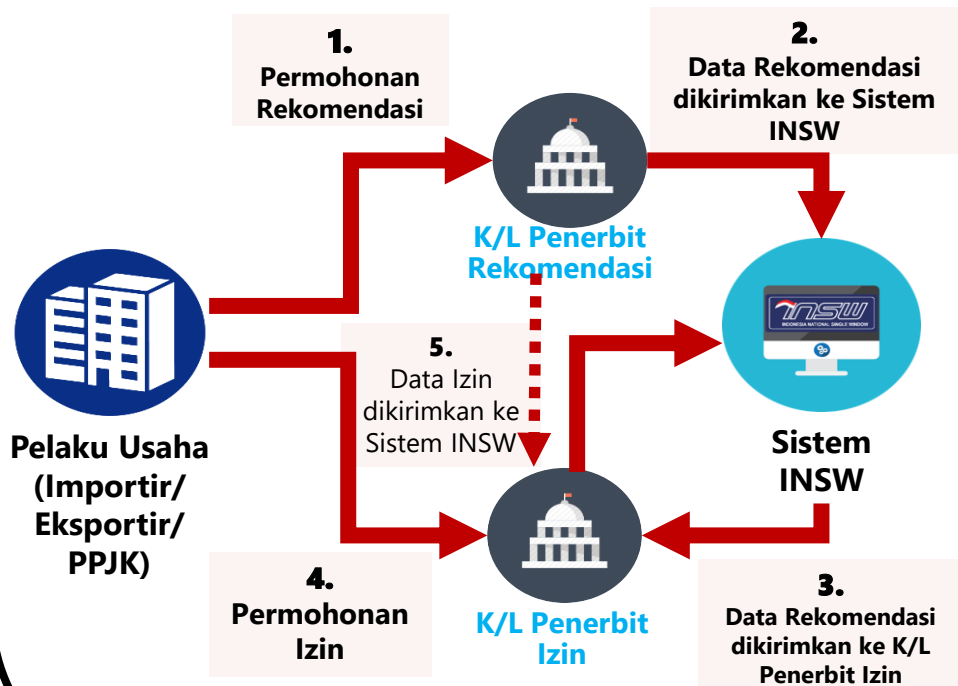 1.
Permohonan
Rekomendasi
2.
Data Rekomendasi
dikirimkan ke Sistem
INSW
K/L Penerbit
Rekomendasi
INSW
INDONESIA NATIONAL SINGLE WINDOW
5.
Data Izin
dikirimkan ke
Sistem INSW
Pelaku Usaha
(Importir/
Eksportir/
PPJK)
Sistem
INSW
4.
Permohonan
Izin
K/L Penerbit
Izin
3.
Data Rekomendasi
dikirimkan ke K/L
Penerbit Izin